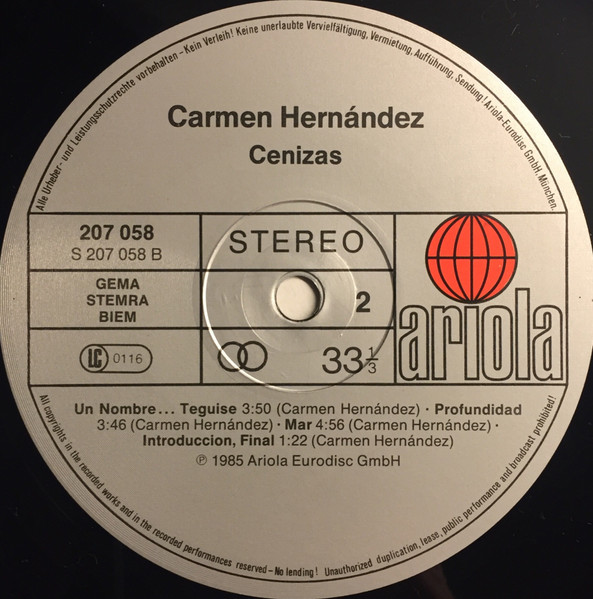 Alle Urheber- und Leistungsschutzrechte vorbehalten – Kein Verleih! Keine unerlaubte Vervielfältigung, Vermietung, Aufführung, Sendung! Ariola-Eurodisc GmbH, München.
Carmen Hernández
Cenizas
207 058
S 207 058 B
STEREO
GEMA
STEMRA
BIEM
2
LC 0116
33⅓
ariola
Un Nombre... Teguise 3:50 (Carmen Hernández) · Profundidad
3:46 (Carmen Hernández) · Mar 4:56 (Carmen Hernández) ·
Introduccion, Final 1:22 (Carmen Hernández)
℗ 1985 Ariola Eurodisc GmbH
All copyrights in the recorded works and in the recorded performances reserved – No lending! Unauthorized duplication, lease, public performance and broadcast prohibited!